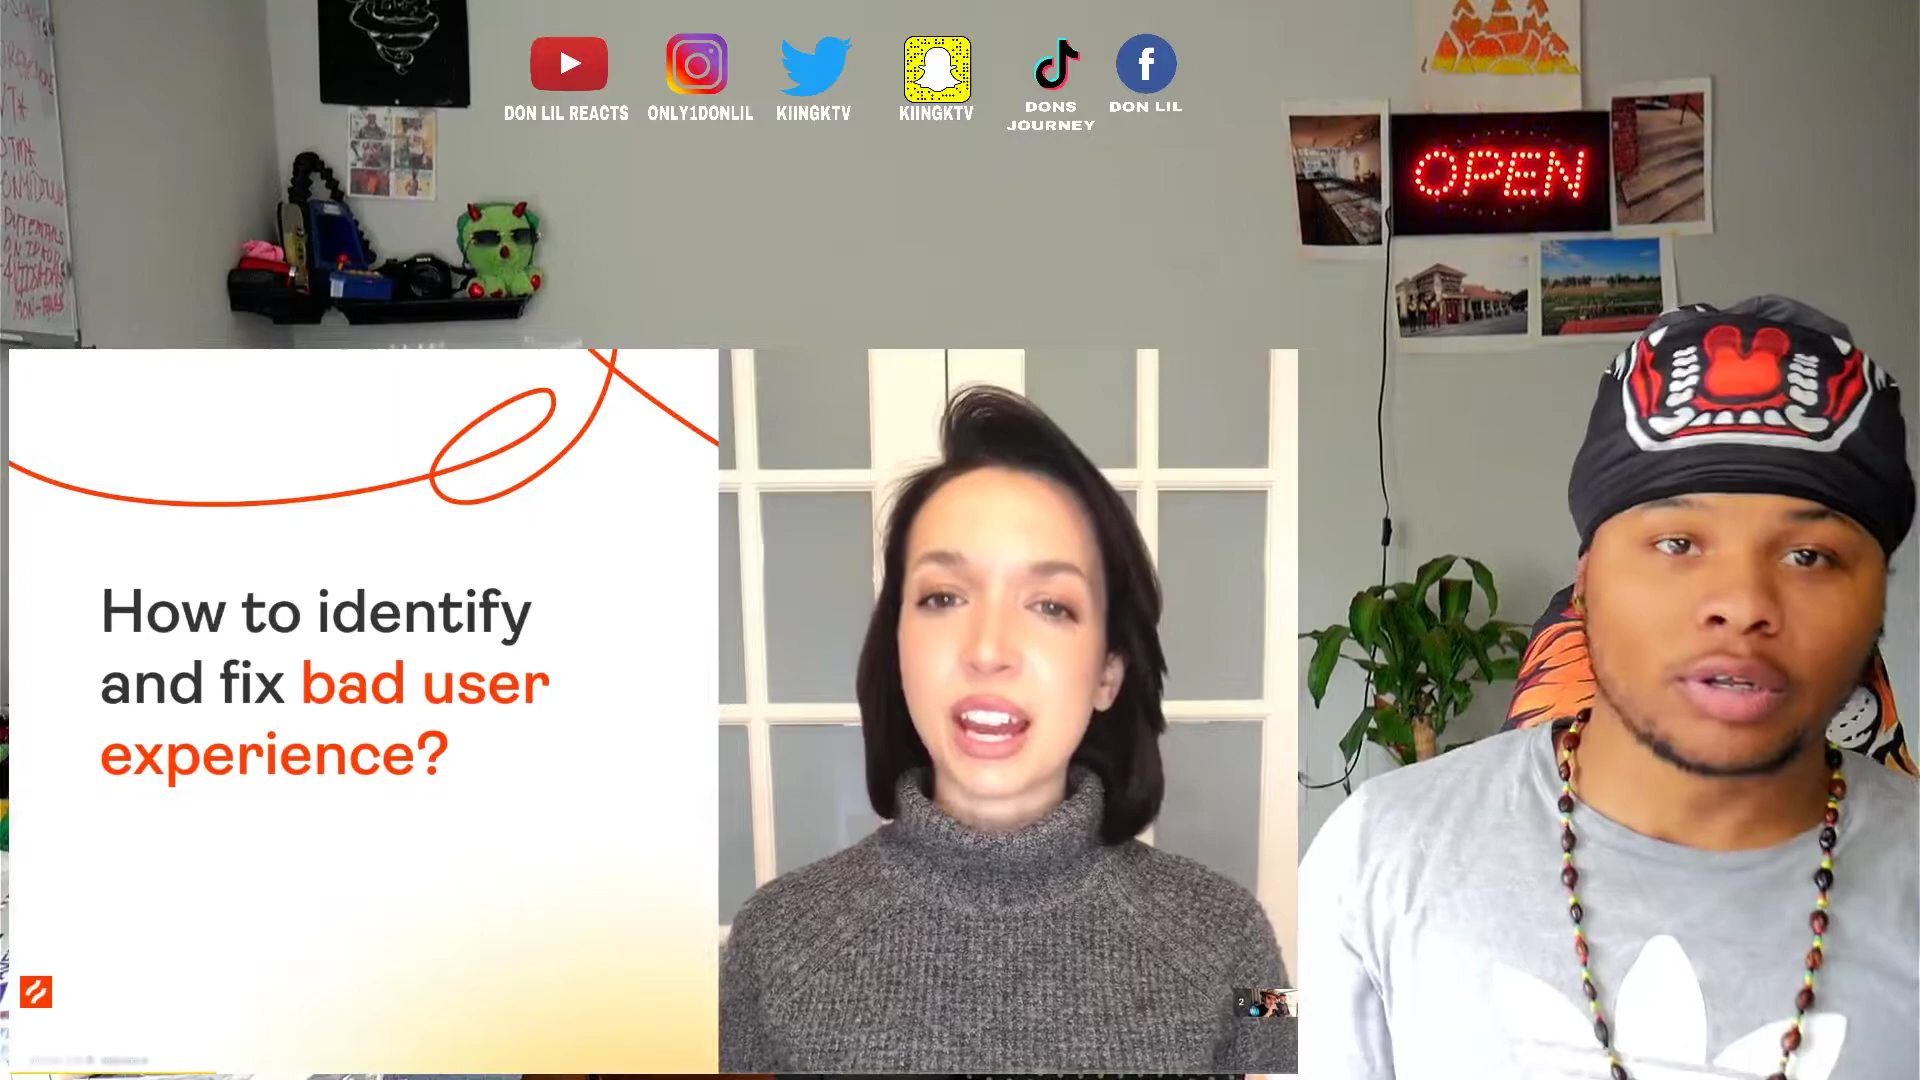 DON LIL REACTS
ONLY1DONLIL
KIINGKTV
KIINGKTV
DONS
JOURNEY
DON LIL
OPEN
How to identify
and fix bad user
experience?
2